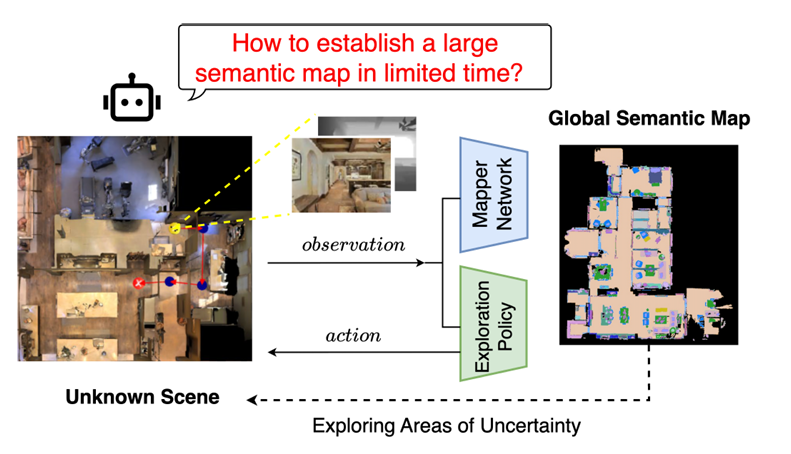 How to establish a large
semantic map in limited time?
Global Semantic Map
Mapper
Network
observation
Exploration
Policy
action
Unknown Scene
Exploring Areas of Uncertainty